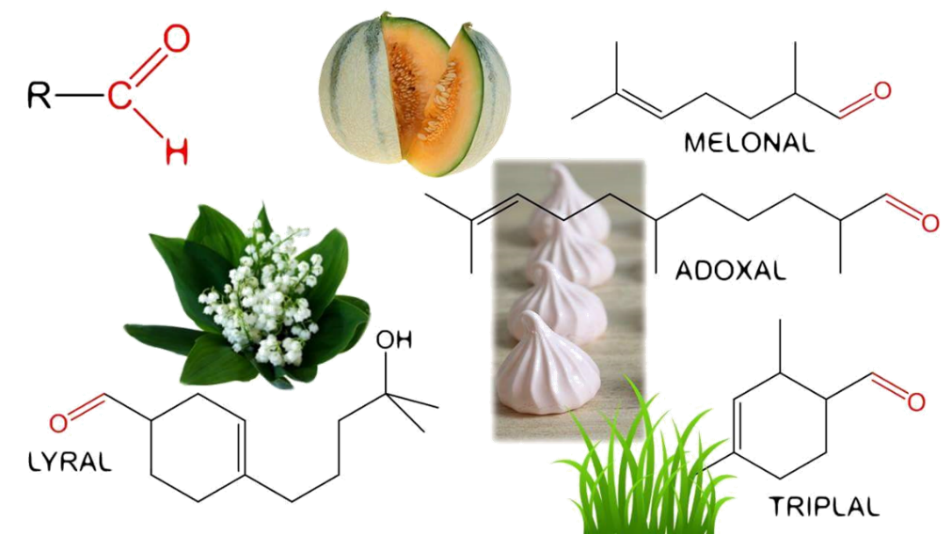 R C O
H
MELONAL
O
ADOXAL
O
OH
O
LYRAL
O
TRIPLAL